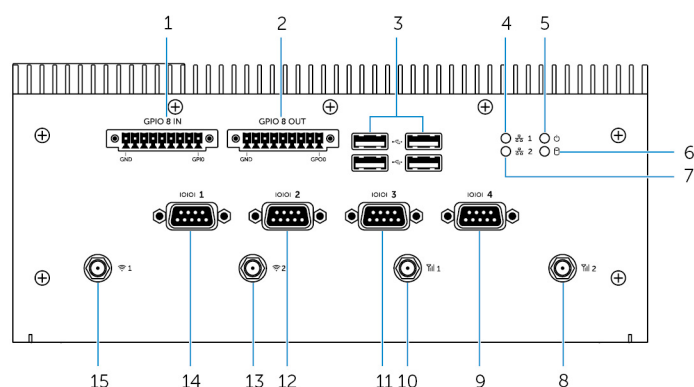 1 2 3 4 5
GPIO 8 IN GPIO 8 OUT
1
GND GPI0 GND GPO0
2
6
7
IOIOI 1 IOIOI 2 IOIOI 3 IOIOI 4
1 2 1 2
15 14 13 12 11 10 9 8